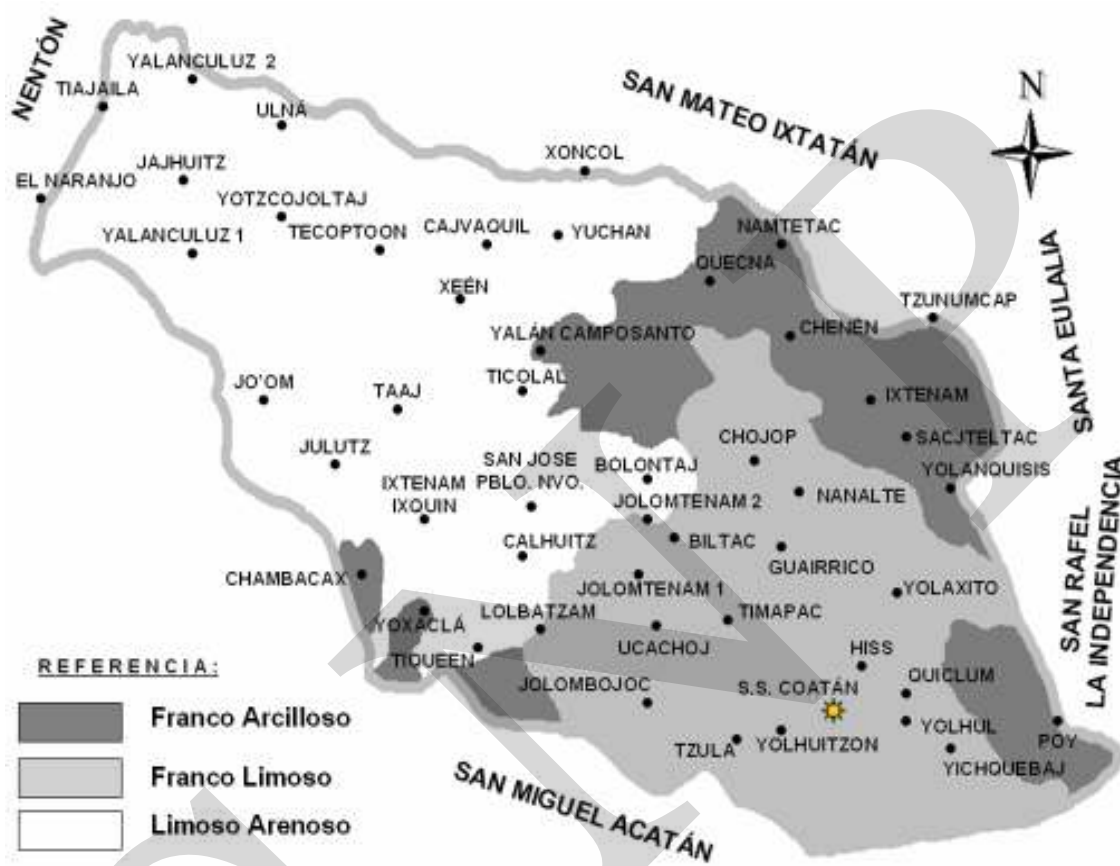 NENTÓN
YALANCULUZ 2
TIAJAILA
ULNÁ
SAN MATEO IXTATÁN
N
XONCOL
JAJHUITZ
EL NARANJO
YOTZCOJOLTAJ
TECOPTOON
CAJVAQUIL
YUCHAN
NAMTETAC
YALANCULUZ 1
QUECNA
SANTA EULALIA
XEÉN
TZUNUMCAP
YALÁN CAMPOSANTO
CHENEN
JO'OM
TAAJ
TICOLAL
IXTENAM
SACJTELTAC
JULUTZ
SAN JOSE
PBLO. NVO.
BOLONTAJ
CHOJOP
YOLANQUISIS
IXTENAM
IXQUIN
JOLOMTENAM 2
NANALTE
CALHUITZ
BILTAC
GUAIRRICO
SAN RAFEL
LA INDEPENDENCIA
CHAMBACAX
JOLOMTENAM 1
YOLAXITO
YOXACLÁ
LOLBATZAM
TIMAPAC
UCACHOJ
HISS
TIQUEEN
REFERENCIA:
JOLOMBOJOC
S.S. COATÁN
QUICLUM
Franco Arcilloso
YOLHUL
POY
TZULA
YOLHUITZON
YICHQUEBAJ
Franco Limoso
SAN MIGUEL ACATÁN
Limoso Arenoso